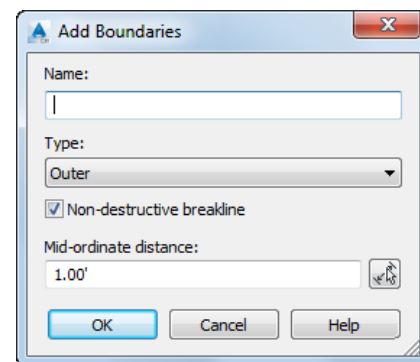 Add Boundaries
Name:
Type:
Outer
Non-destructive breakline
Mid-ordinate distance:
1.00'
OK Cancel Help